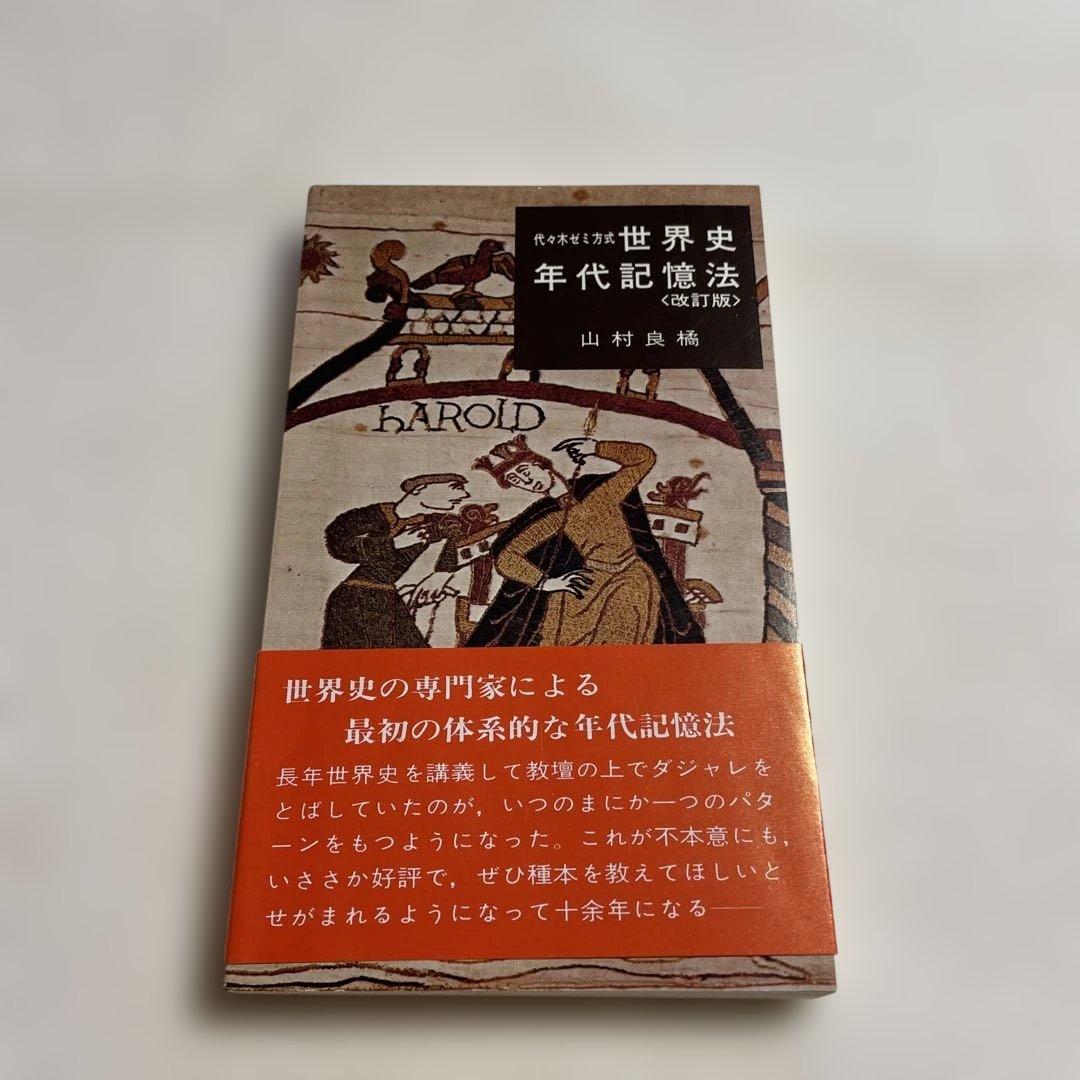 代々木ゼミ方式 世界史
年代記憶法
〈改訂版〉
山村良橘
hAROLD
世界史の専門家による
最初の体系的な年代記憶法
長年世界史を講義して教壇の上でダジャレを
とばしていたのが，いつのまにか一つのパタ
ーンをもつようになった。これが不本意にも，
いささか好評で，ぜひ種本を教えてほしいと
せがまれるようになって十余年になる——